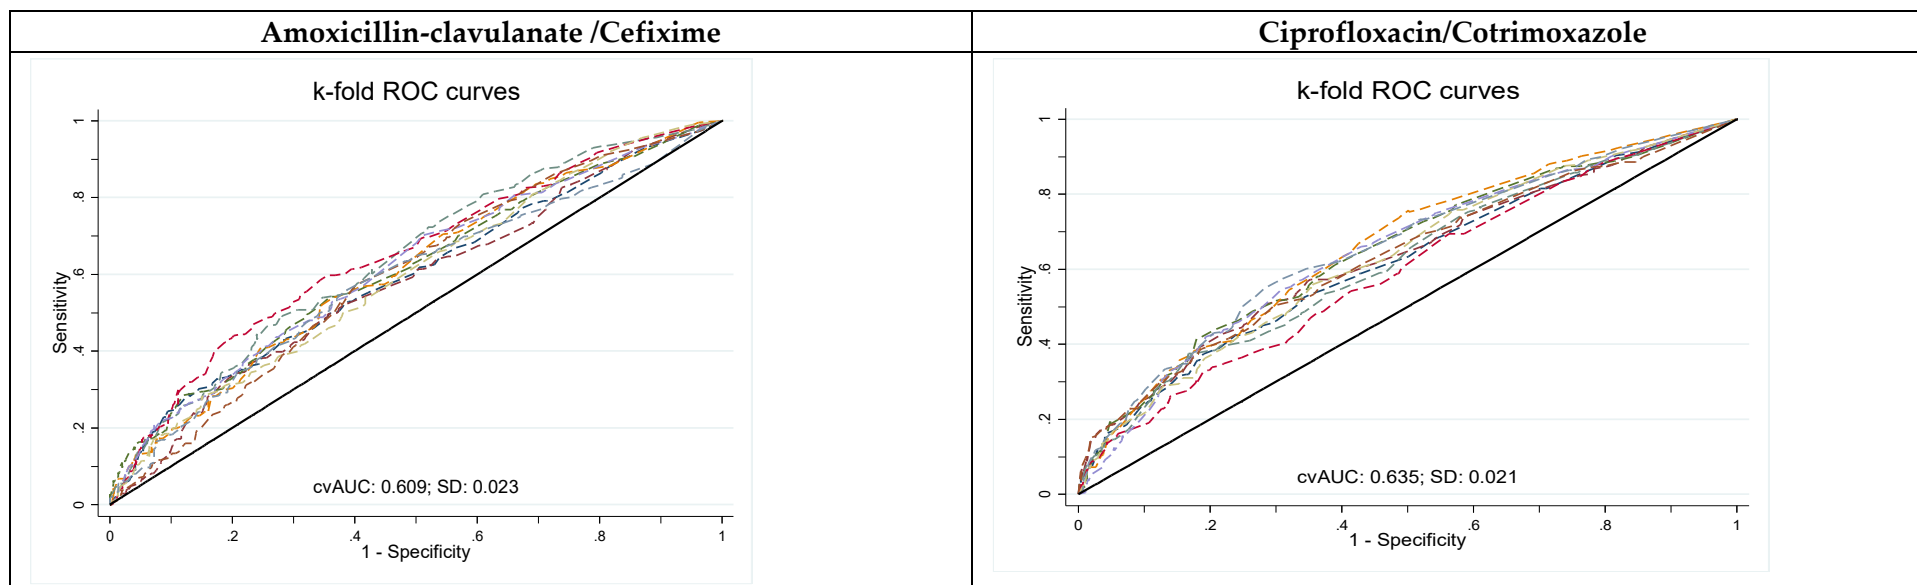 Amoxicillin-clavulanate /Cefixime
k-fold ROC curves
Sensitivity
1
.8
.6
.4
.2
0
cvAUC: 0.609; SD: 0.023
0 .2 .4 .6 .8 1
1 - Specificity
Ciprofloxacin/Cotrimoxazole
k-fold ROC curves
Sensitivity
1
.8
.6
.4
.2
0
cvAUC: 0.635; SD: 0.021
0 .2 .4 .6 .8 1
1 - Specificity